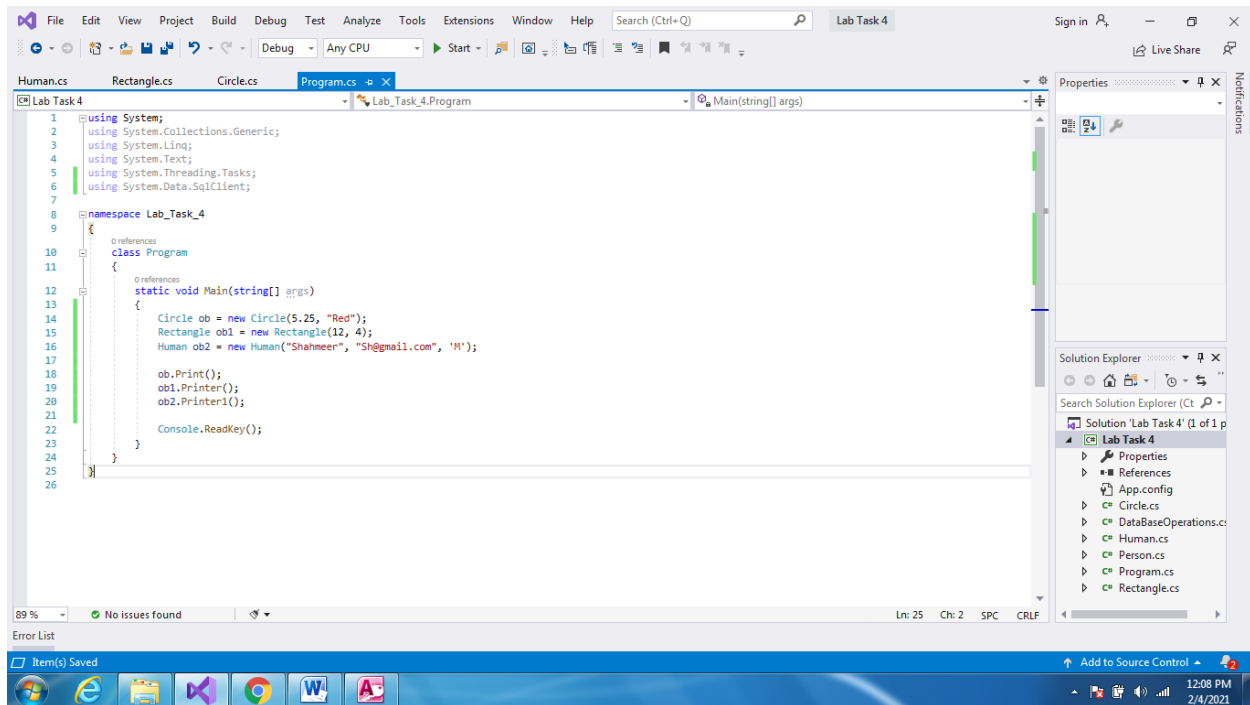 File Edit View Project Build Debug Test Analyze Tools Extensions Window Help Search (Ctrl+Q) Lab Task 4 Sign in
Debug Any CPU Start Live Share
Human.cs Rectangle.cs Circle.cs Program.cs Properties
Notifications
C# Lab Task 4 Lab_Task_4.Program Main(string[] args)
1 using System;
2 using System.Collections.Generic;
3 using System.Linq;
4 using System.Text;
5 using System.Threading.Tasks;
6 using System.Data.SqlClient;
7
8 namespace Lab_Task_4
9 {
0 references
10 class Program
11 {
0 references
12 static void Main(string[] args)
13 {
14 Circle ob = new Circle(5.25, "Red");
15 Rectangle ob1 = new Rectangle(12, 4);
16 Human ob2 = new Human("Shahmeer", "Sh@gmail.com", 'M');
17
18 ob.Print();
19 ob1.Printer();
20 ob2.Printer1();
21
22 Console.ReadKey();
23 }
24 }
25 }
26
Solution Explorer
Search Solution Explorer (Ct
Solution 'Lab Task 4' (1 of 1 p
C# Lab Task 4
Properties
References
App.config
C# Circle.cs
C# DataBaseOperations.cs
C# Human.cs
C# Person.cs
C# Program.cs
C# Rectangle.cs
89 % No issues found Ln: 25 Ch: 2 SPC CRLF
Error List
Item(s) Saved Add to Source Control 2
12:08 PM
2/4/2021